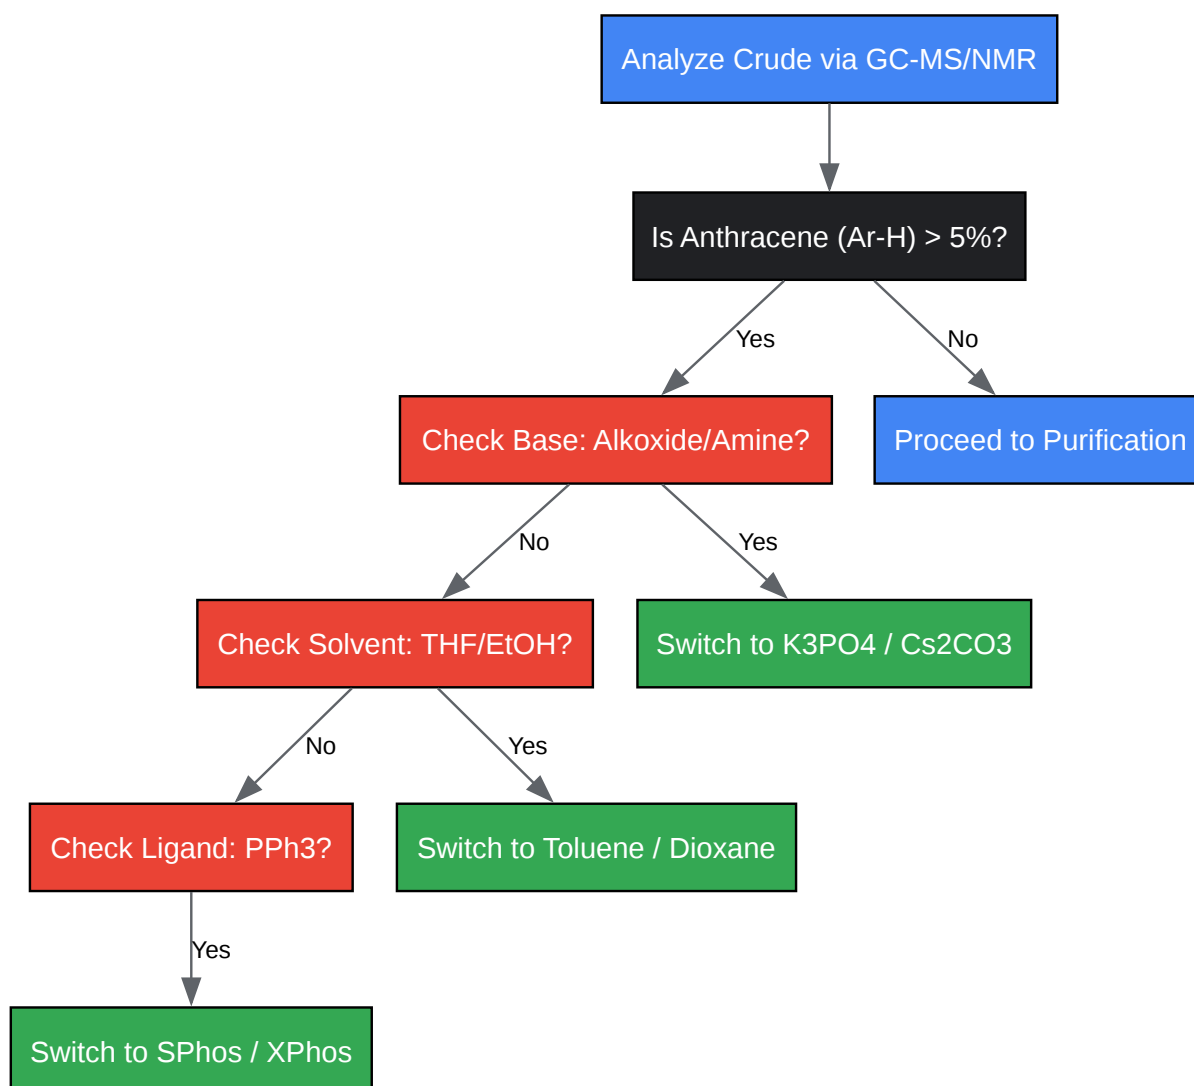 Analyze Crude via GC-MS/NMR
Is Anthracene (Ar-H) > 5%?
Yes
No
Check Base: Alkoxide/Amine?
Proceed to Purification
No
Yes
Check Solvent: THF/EtOH?
Switch to K3PO4 / Cs2CO3
No
Yes
Check Ligand: PPh3?
Switch to Toluene / Dioxane
Yes
Switch to SPhos / XPhos